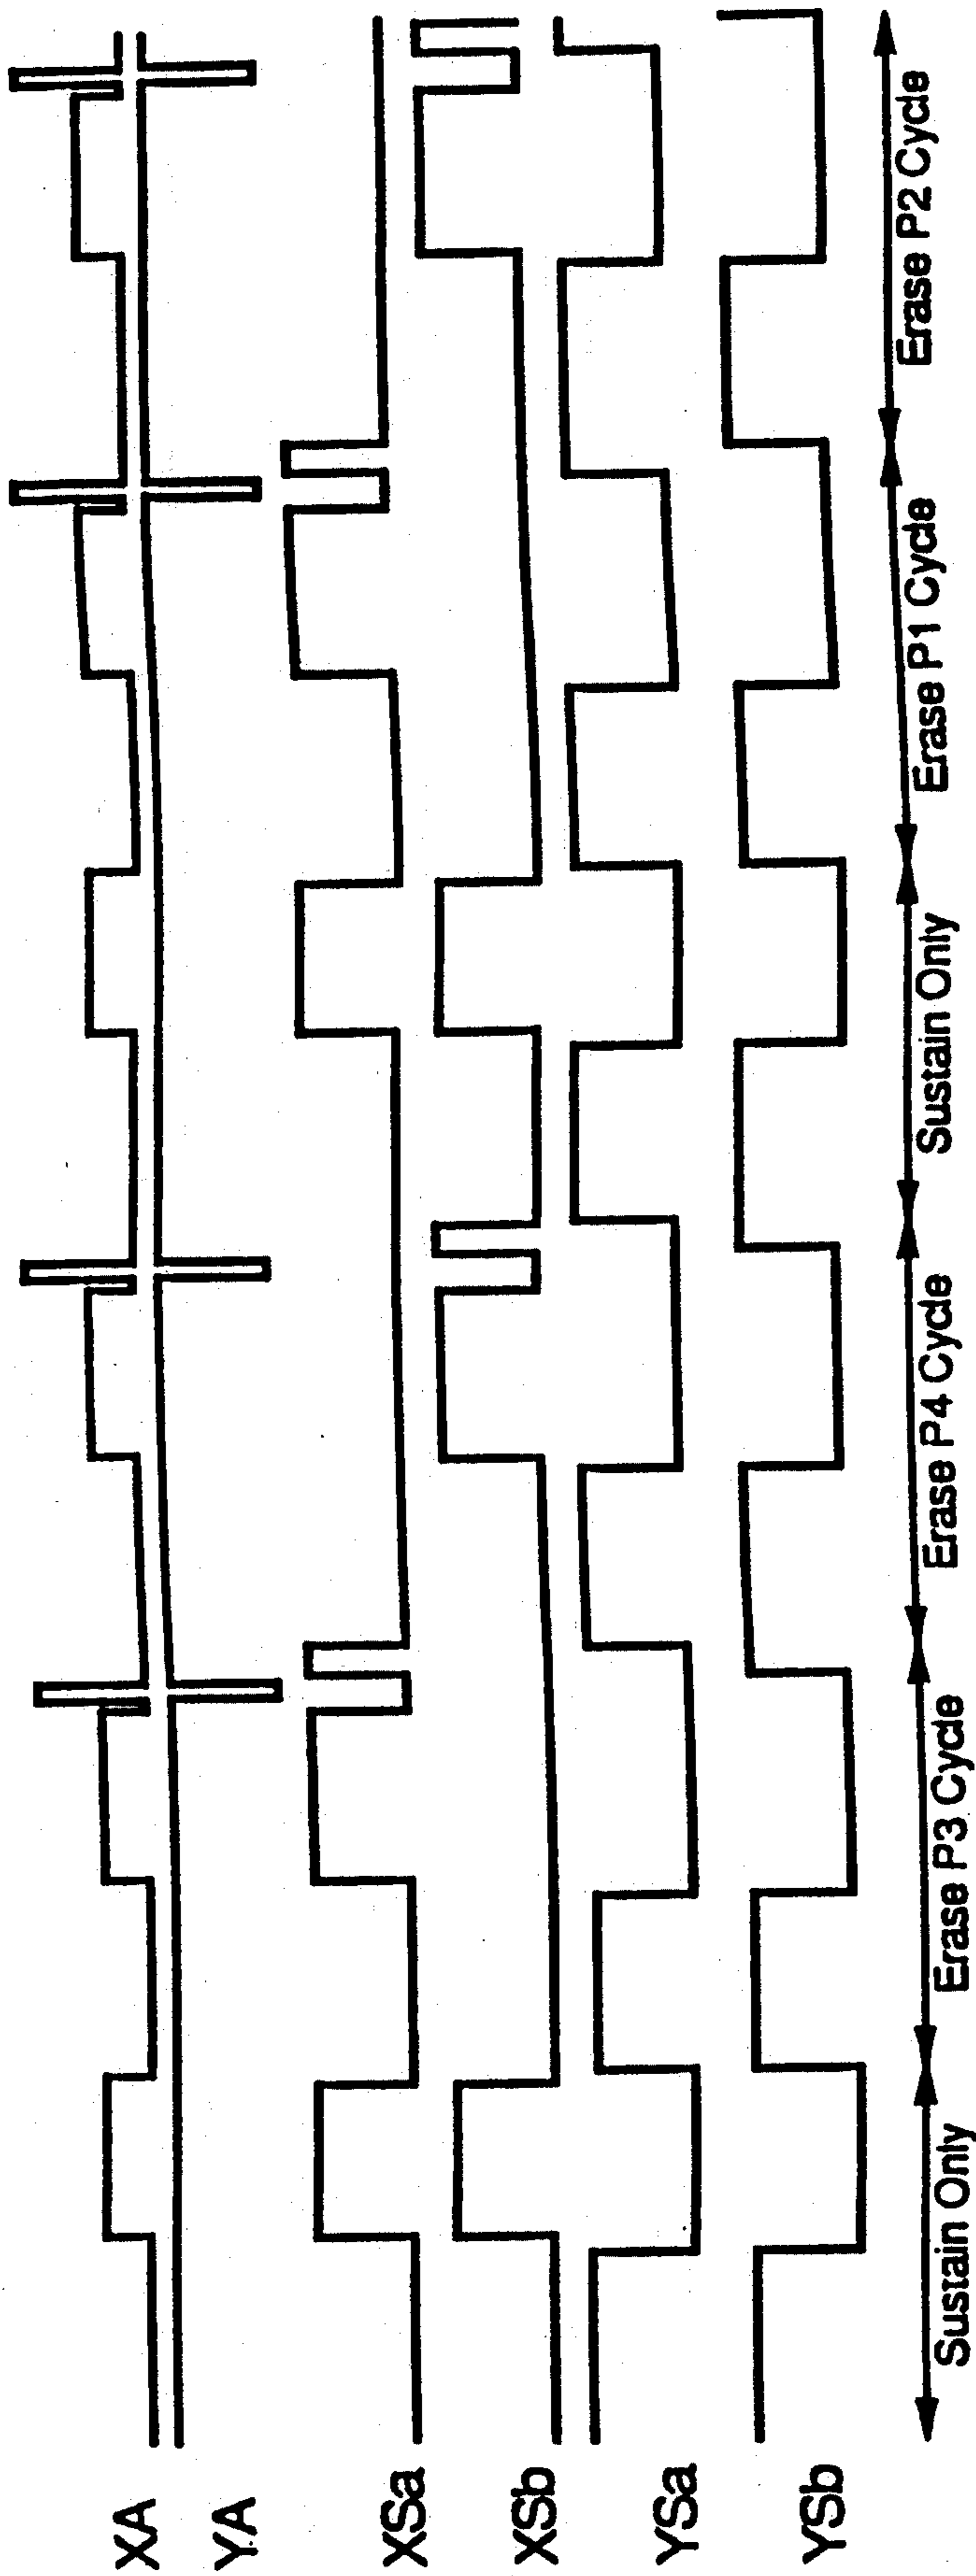 XA
YA
XSa
XSb
YSa
YSb
Sustain Only
Erase P3 Cycle
Erase P4 Cycle
Sustain Only
Erase P1 Cycle
Erase P2 Cycle